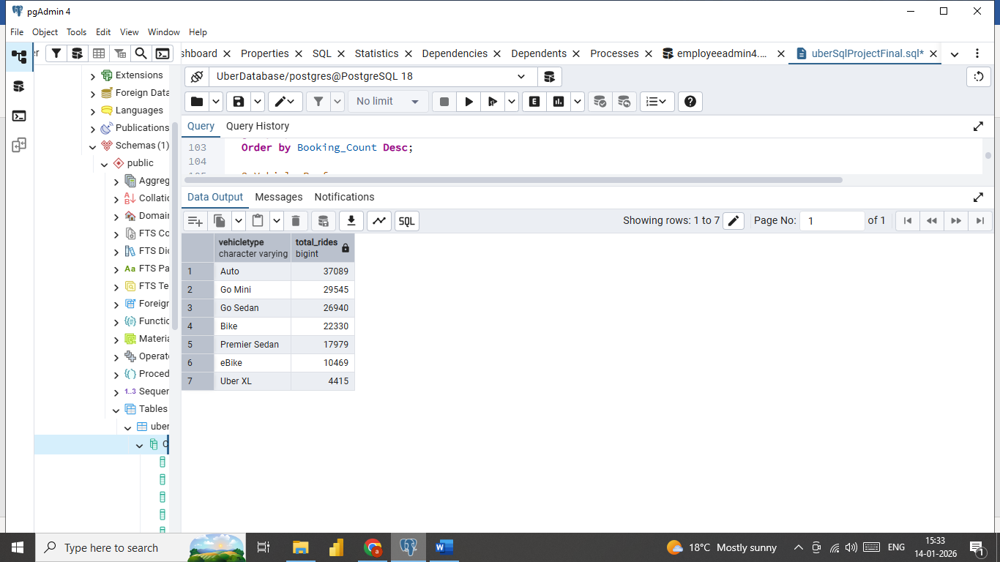 pgAdmin 4
File Object Tools Edit View Window Help
shboard Properties SQL Statistics Dependencies Dependents Processes employeeadmin4.... uberSqlProjectFinal.sql*
UberDatabase/postgres@PostgreSQL 18
No limit
E
Query Query History
103 Order by Booking_Count Desc;
104
Data Output Messages Notifications
SQL Showing rows: 1 to 7 Page No: 1 of 1
vehicletype total_rides
character varying bigint
1 Auto 37089
2 Go Mini 29545
3 Go Sedan 26940
4 Bike 22330
5 Premier Sedan 17979
6 eBike 10469
7 Uber XL 4415
Extensions
Foreign Data
Languages
Publications
Schemas (1)
public
Aggreg
Collatic
Domair
FTS Co
FTS Dic
FTS Pa
FTS Te
Foreigr
Functic
Materia
Operat
Proced
1..3 Sequer
Tables
uber
Type here to search
18°C Mostly sunny ENG 15:33
14-01-2026
1